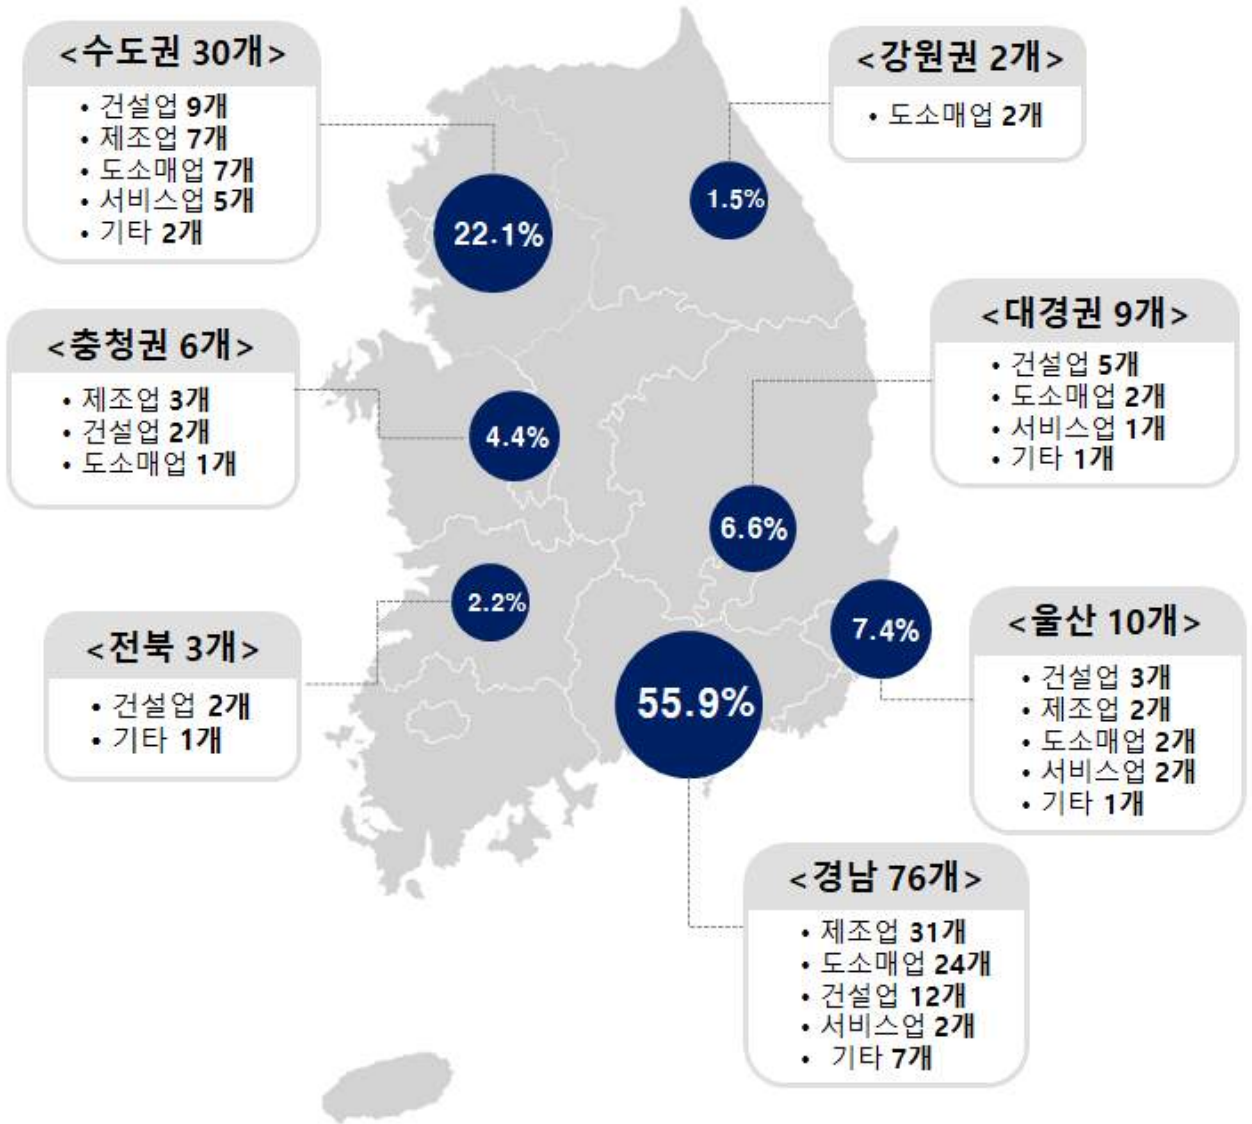 <수도권 30개>
• 건설업 9개
• 제조업 7개
• 도소매업 7개
• 서비스업 5개
• 기타 2개
22.1%
<강원권 2개>
• 도소매업 2개
1.5%
<충청권 6개>
• 제조업 3개
• 건설업 2개
• 도소매업 1개
4.4%
<대경권 9개>
• 건설업 5개
• 도소매업 2개
• 서비스업 1개
• 기타 1개
6.6%
<전북 3개>
• 건설업 2개
• 기타 1개
2.2%
<울산 10개>
• 건설업 3개
• 제조업 2개
• 도소매업 2개
• 서비스업 2개
• 기타 1개
7.4%
55.9%
<경남 76개>
• 제조업 31개
• 도소매업 24개
• 건설업 12개
• 서비스업 2개
• 기타 7개